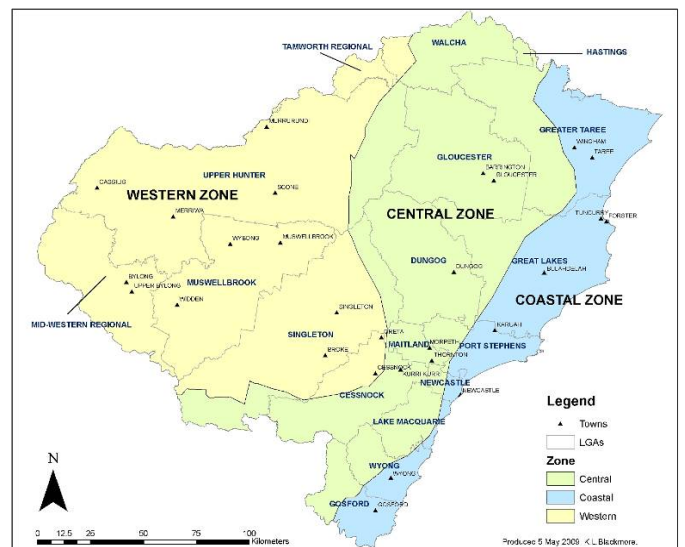 TAMWORTH REGIONAL
WALCHA
HASTINGS
MURRURUNDI
GREATER TAREE
WINGHAM
TAREE
GLOUCESTER
BARRINGTON
GLOUCESTER
UPPER HUNTER
CASSILIS
WESTERN ZONE
SCONE
MERRIWA
CENTRAL ZONE
TUNCURRY
FORSTER
WYBONG
MUSWELLBROOK
DUNGOG
DUNGOG
GREAT LAKES
BULAHDELAH
BYLONG
UPPER BYLONG
MUSWELLBROOK
WIDDEN
COASTAL ZONE
MID-WESTERN REGIONAL
SINGLETON
SINGLETON
KARUAH
GRETA
MAITLAND
MORPETH
PORT STEPHENS
BROKE
THORNTON
CESSNOCK
KURRI KURRI
NEWCASTLE
NEWCASTLE
CESSNOCK
LAKE MACQUARIE
WYONG
WYONG
GOSFORD
GOSFORD
Legend
Towns
LGAs
Zone
Central
Coastal
Western
N
0 12.5 25 50 75 100
Kilometers
Produced 5 May 2009. K.L.Blackmore.